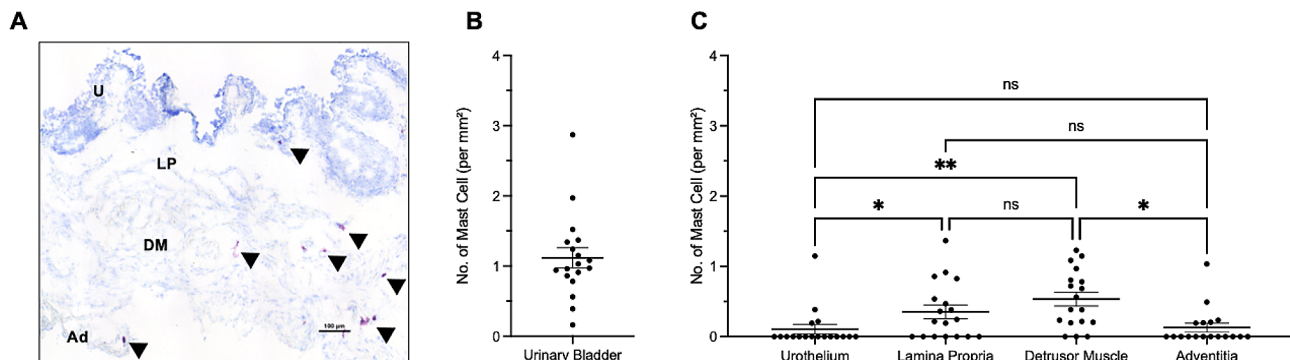 A
U
LP
DM
Ad
100 µm
B
No. of Mast Cell (per mm²)
4
3
2
1
0
Urinary Bladder
C
No. of Mast Cell (per mm²)
4
3
2
1
0
ns
ns
**
* ns *
Urothelium Lamina Propria Detrusor Muscle Adventitia